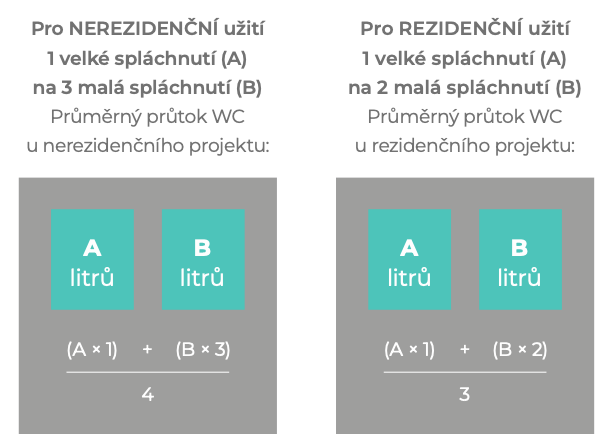 Pro NEREZIDENČNÍ užití
1 velké spláchnutí (A)
na 3 malá spláchnutí (B)
Průměrný průtok WC
u nerezidenčního projektu:
A
litrů
B
litrů
(A × 1) + (B × 3)
4
Pro REZIDENČNÍ užití
1 velké spláchnutí (A)
na 2 malá spláchnutí (B)
Průměrný průtok WC
u rezidenčního projektu:
A
litrů
B
litrů
(A × 1) + (B × 2)
3